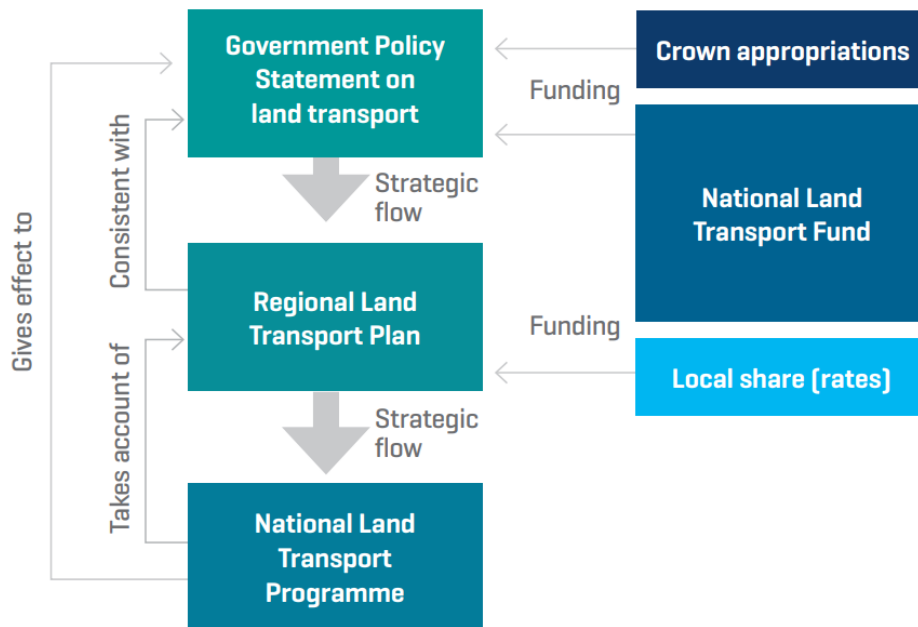 Government Policy
Statement on
land transport
Crown appropriations
Funding
National Land
Transport Fund
Strategic
flow
Consistent with
Gives effect to
Regional Land
Transport Plan
Funding
Local share (rates)
Takes account of
Strategic
flow
National Land
Transport
Programme